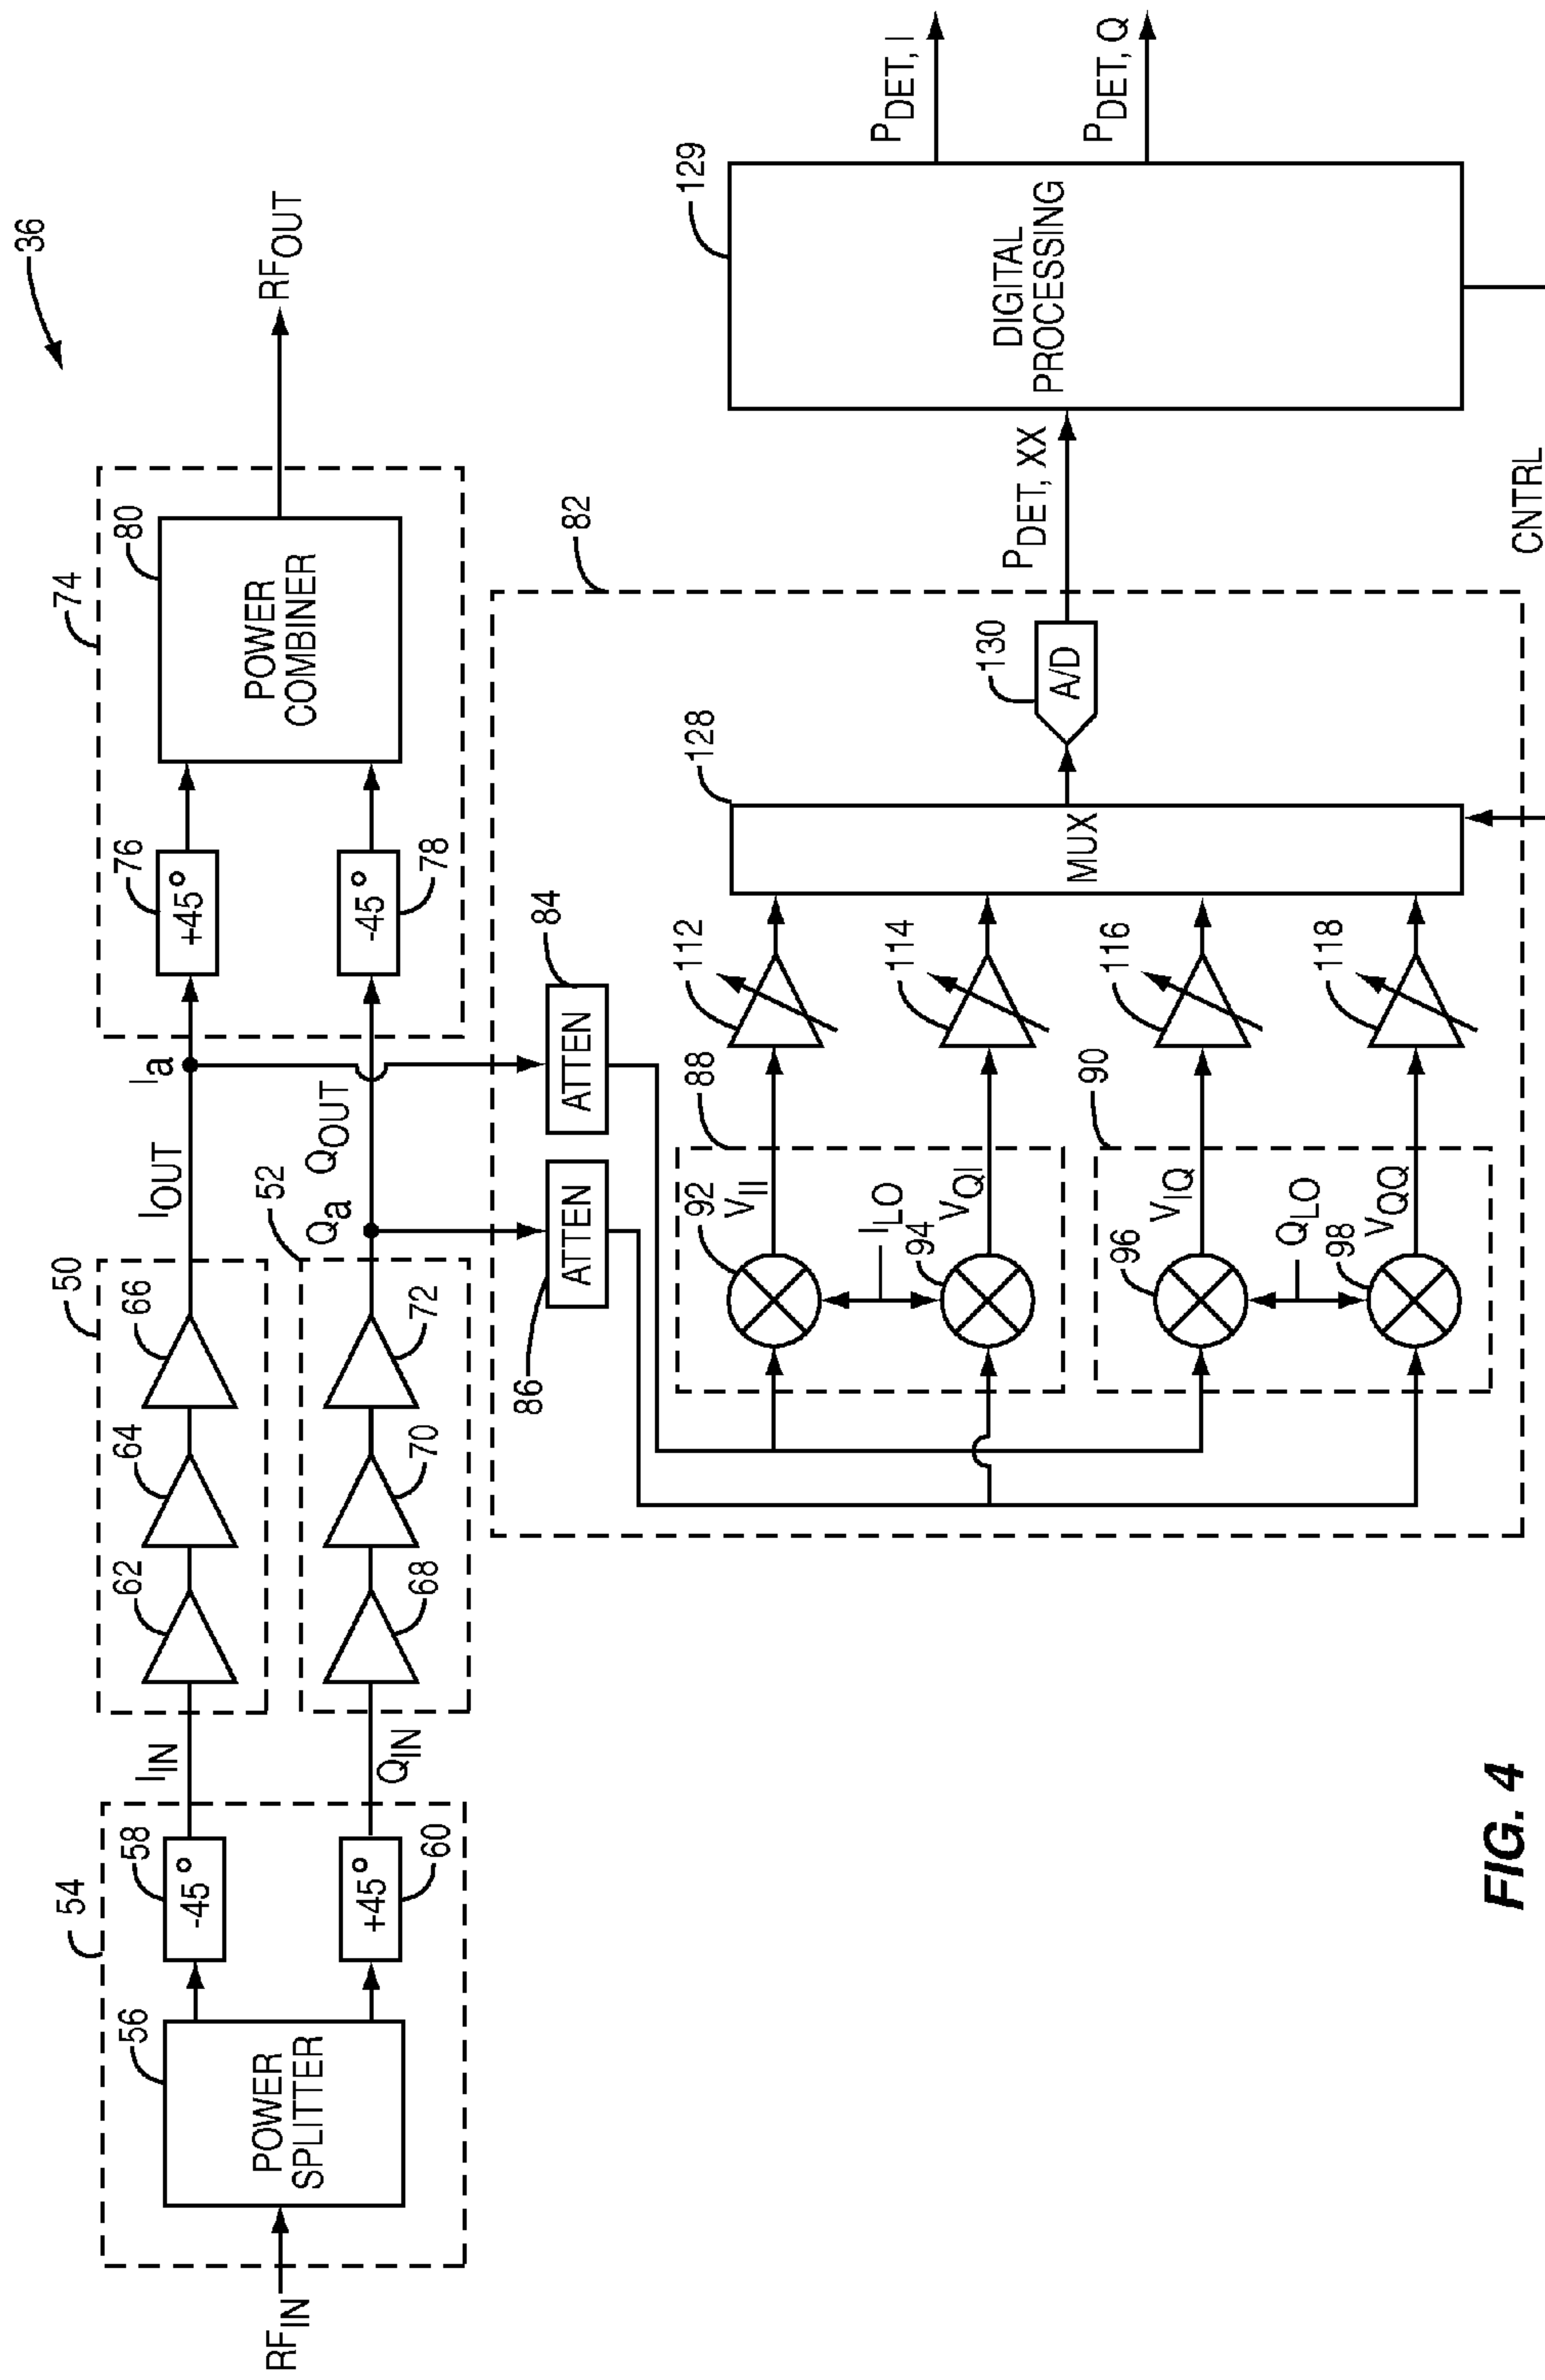 36
54
56
POWER
SPLITTER
RF_IN
58
-45°
60
+45°
I_IN
Q_IN
50
62
64
66
52
68
70
72
I_OUT
I_a
Q_a
Q_OUT
74
76
+45°
78
-45°
80
POWER
COMBINER
RF_OUT
82
84
ATTEN
86
ATTEN
88
92
V_II
I_LO
94
V_QI
90
96
V_IQ
Q_LO
98
V_QQ
112
114
116
118
128
MUX
130
A/D
P_DET, XX
129
DIGITAL
PROCESSING
P_DET, I
P_DET, Q
CNTRL
FIG. 4